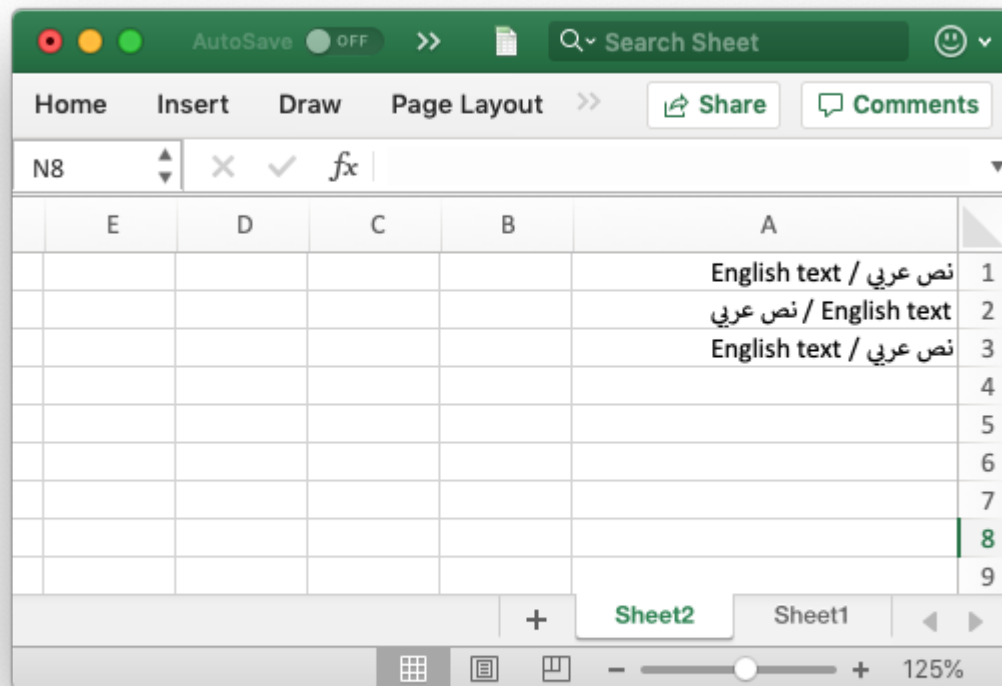 AutoSave OFF Search Sheet
Home Insert Draw Page Layout Share Comments
N8 fx
E D C B A
نص عربي / English text 1
English text / نص عربي 2
نص عربي / English text 3
4
5
6
7
8
9
Sheet2 Sheet1
125%